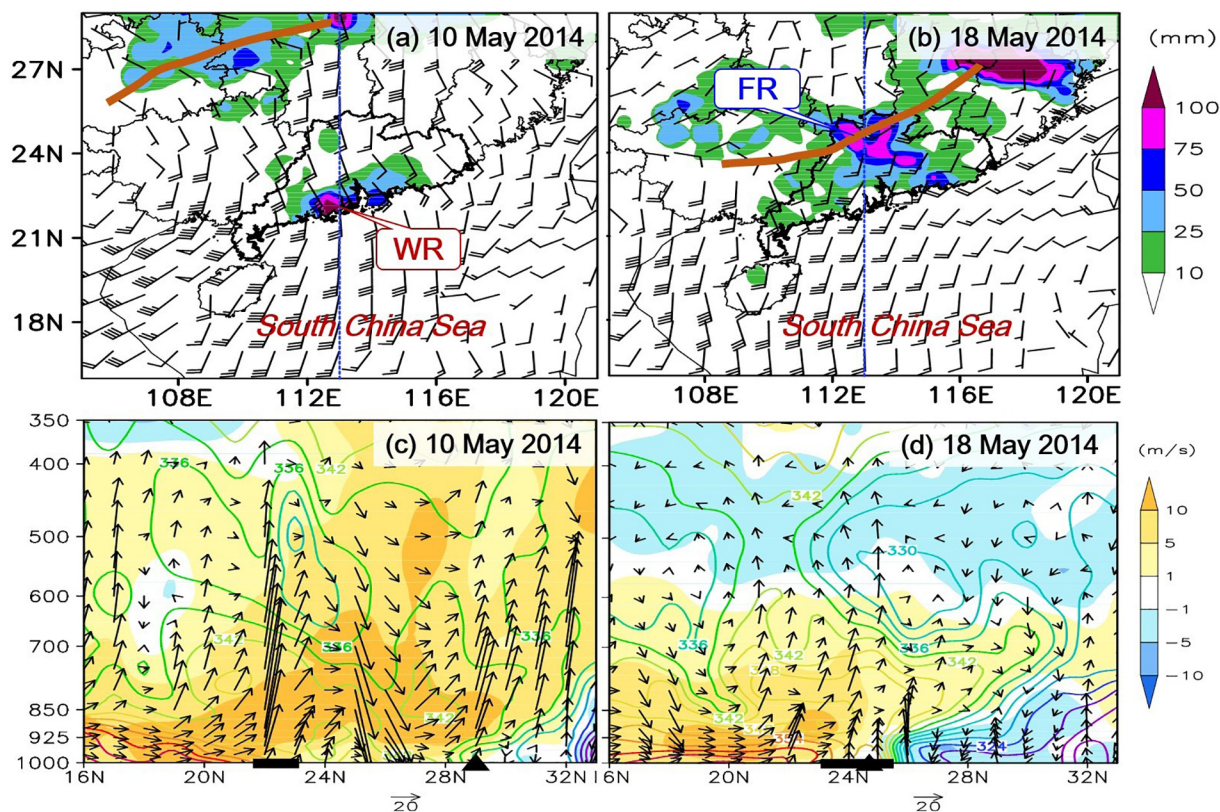 (a) 10 May 2014
(b) 18 May 2014
(mm)
27N
24N
21N
18N
WR
FR
South China Sea
South China Sea
100
75
50
25
10
108E
112E
116E
120E
108E
112E
116E
120E
350
400
500
600
700
850
925
1000
(c) 10 May 2014
(d) 18 May 2014
336
336
342
342
336
336
342
342
330
336
336
342
342
342
324
(m/s)
10
5
1
−1
−5
−10
16N
20N
24N
28N
32N
6N
20N
24N
28N
32N
20
20